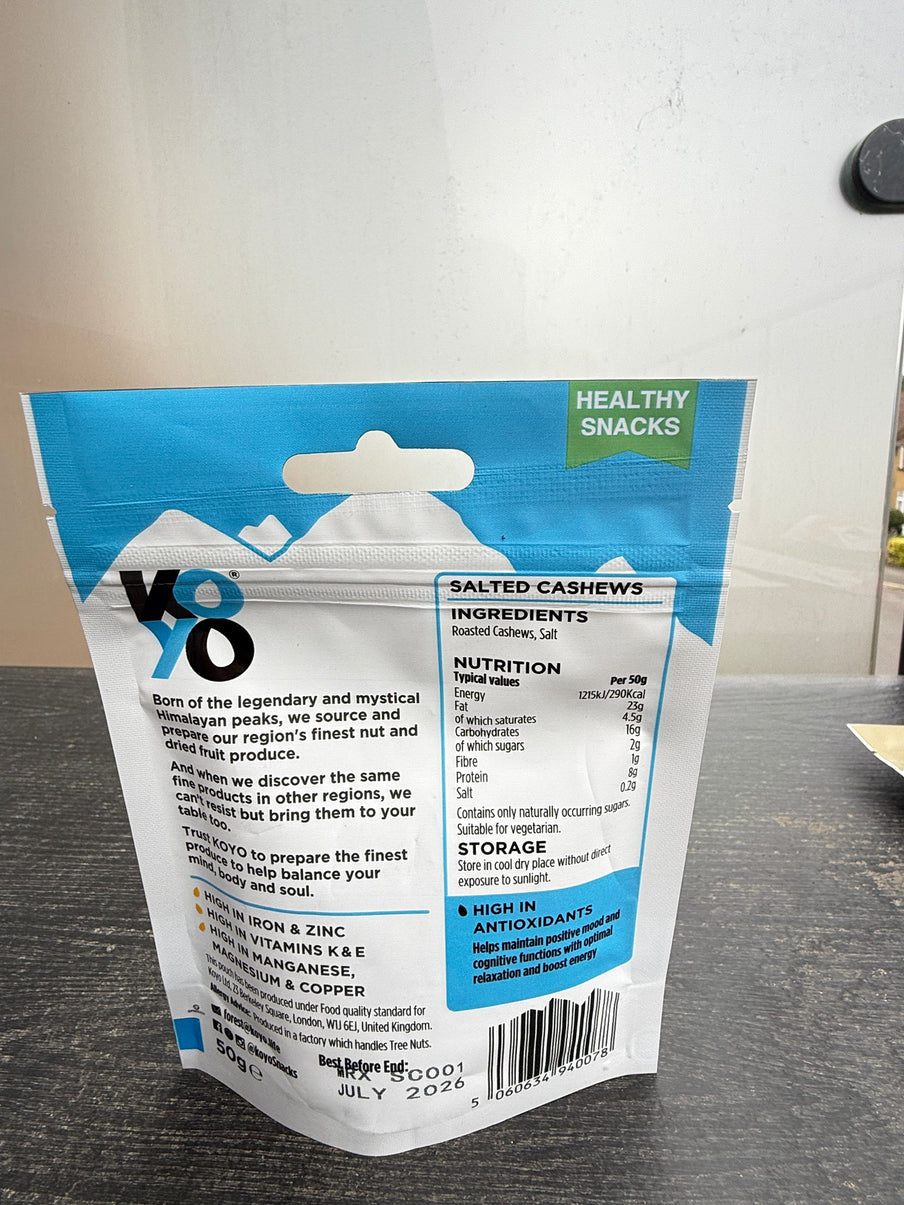 HEALTHY
SNACKS
KOYO®
Born of the legendary and mystical
Himalayan peaks, we source and
prepare our region's finest nut and
dried fruit produce.
And when we discover the same
fine products in other regions, we
can't resist but bring them to your
table too.
Trust KOYO to prepare the finest
produce to help balance your
mind, body and soul.
HIGH IN IRON & ZINC
HIGH IN VITAMINS K & E
HIGH IN MANGANESE,
MAGNESIUM & COPPER
This pouch has been produced under Food quality standard for
Koyo Ltd, 23 Berkeley Square, London, WU 6EJ, United Kingdom.
Allergy Advice: Produced in a factory which handles Tree Nuts.
forest@koyo.life
@koyoSnacks
50g e
Best Before End:
MRX SC001
JULY 2026
SALTED CASHEWS
INGREDIENTS
Roasted Cashews, Salt
NUTRITION
Typical values Per 50g
Energy 1215kJ/290Kcal
Fat 23g
of which saturates 4.5g
Carbohydrates 16g
of which sugars 2g
Fibre 1g
Protein 8g
Salt 0.2g
Contains only naturally occurring sugars.
Suitable for vegetarian.
STORAGE
Store in cool dry place without direct
exposure to sunlight.
HIGH IN
ANTIOXIDANTS
Helps maintain positive mood and
cognitive functions with optimal
relaxation and boost energy
5 060634 940078